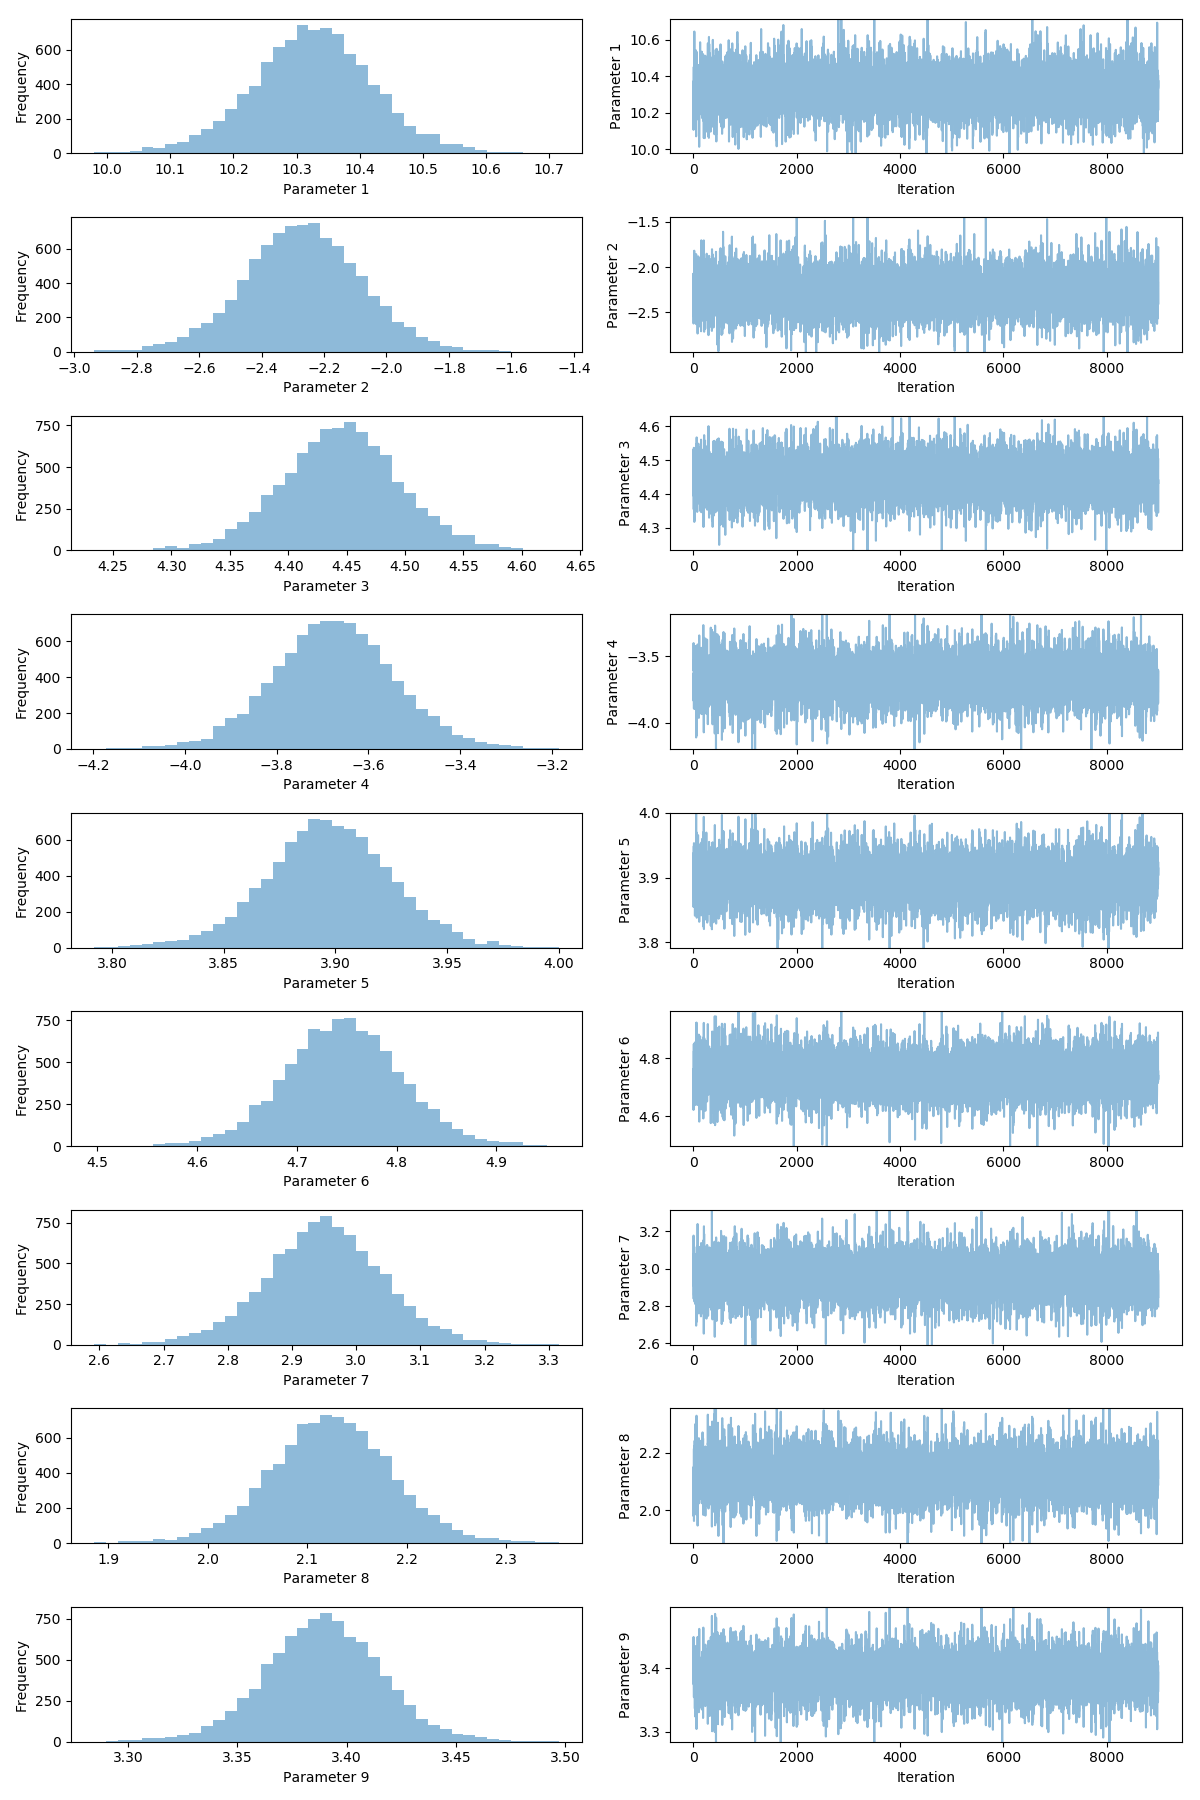 600
400
200
0
Frequency
10.0 10.1 10.2 10.3 10.4 10.5 10.6 10.7
Parameter 1
10.6
10.4
10.2
10.0
Parameter 1
0 2000 4000 6000 8000
Iteration
600
400
200
0
Frequency
−3.0 −2.8 −2.6 −2.4 −2.2 −2.0 −1.8 −1.6 −1.4
Parameter 2
−1.5
−2.0
−2.5
Parameter 2
0 2000 4000 6000 8000
Iteration
750
500
250
0
Frequency
4.25 4.30 4.35 4.40 4.45 4.50 4.55 4.60 4.65
Parameter 3
4.6
4.5
4.4
4.3
Parameter 3
0 2000 4000 6000 8000
Iteration
600
400
200
0
Frequency
−4.2 −4.0 −3.8 −3.6 −3.4 −3.2
Parameter 4
−3.5
−4.0
Parameter 4
0 2000 4000 6000 8000
Iteration
600
400
200
0
Frequency
3.80 3.85 3.90 3.95 4.00
Parameter 5
4.0
3.9
3.8
Parameter 5
0 2000 4000 6000 8000
Iteration
750
500
250
0
Frequency
4.5 4.6 4.7 4.8 4.9
Parameter 6
4.8
4.6
Parameter 6
0 2000 4000 6000 8000
Iteration
750
500
250
0
Frequency
2.6 2.7 2.8 2.9 3.0 3.1 3.2 3.3
Parameter 7
3.2
3.0
2.8
2.6
Parameter 7
0 2000 4000 6000 8000
Iteration
600
400
200
0
Frequency
1.9 2.0 2.1 2.2 2.3
Parameter 8
2.2
2.0
Parameter 8
0 2000 4000 6000 8000
Iteration
750
500
250
0
Frequency
3.30 3.35 3.40 3.45 3.50
Parameter 9
3.4
3.3
Parameter 9
0 2000 4000 6000 8000
Iteration